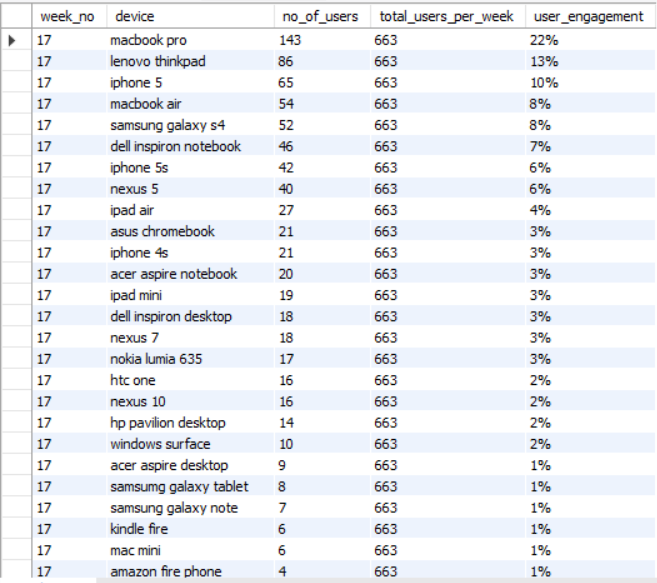 week_no device no_of_users total_users_per_week user_engagement
17 macbook pro 143 663 22%
17 lenovo thinkpad 86 663 13%
17 iphone 5 65 663 10%
17 macbook air 54 663 8%
17 samsung galaxy s4 52 663 8%
17 dell inspiron notebook 46 663 7%
17 iphone 5s 42 663 6%
17 nexus 5 40 663 6%
17 ipad air 27 663 4%
17 asus chromebook 21 663 3%
17 iphone 4s 21 663 3%
17 acer aspire notebook 20 663 3%
17 ipad mini 19 663 3%
17 dell inspiron desktop 18 663 3%
17 nexus 7 18 663 3%
17 nokia lumia 635 17 663 3%
17 htc one 16 663 2%
17 nexus 10 16 663 2%
17 hp pavilion desktop 14 663 2%
17 windows surface 10 663 2%
17 acer aspire desktop 9 663 1%
17 samsumg galaxy tablet 8 663 1%
17 samsung galaxy note 7 663 1%
17 kindle fire 6 663 1%
17 mac mini 6 663 1%
17 amazon fire phone 4 663 1%